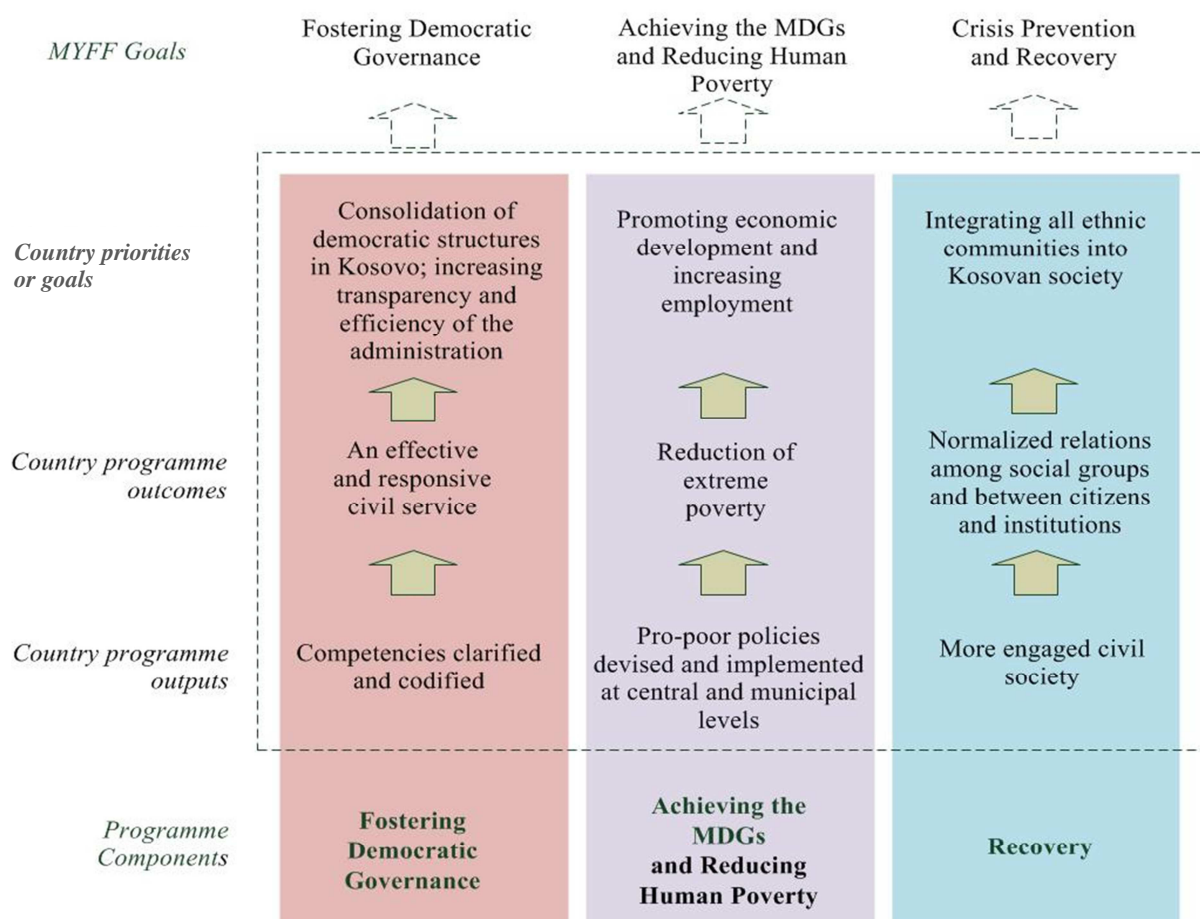 MYFF Goals
Fostering Democratic
Governance
Achieving the MDGs
and Reducing Human
Poverty
Crisis Prevention
and Recovery
Country priorities
or goals
Consolidation of
democratic structures
in Kosovo; increasing
transparency and
efficiency of the
administration
Promoting economic
development and
increasing
employment
Integrating all ethnic
communities into
Kosovan society
Country programme
outcomes
An effective
and responsive
civil service
Reduction of
extreme
poverty
Normalized relations
among social groups
and between citizens
and institutions
Country programme
outputs
Competencies clarified
and codified
Pro-poor policies
devised and implemented
at central and municipal
levels
More engaged civil
society
Programme
Components
Fostering
Democratic
Governance
Achieving the
MDGs
and Reducing
Human Poverty
Recovery